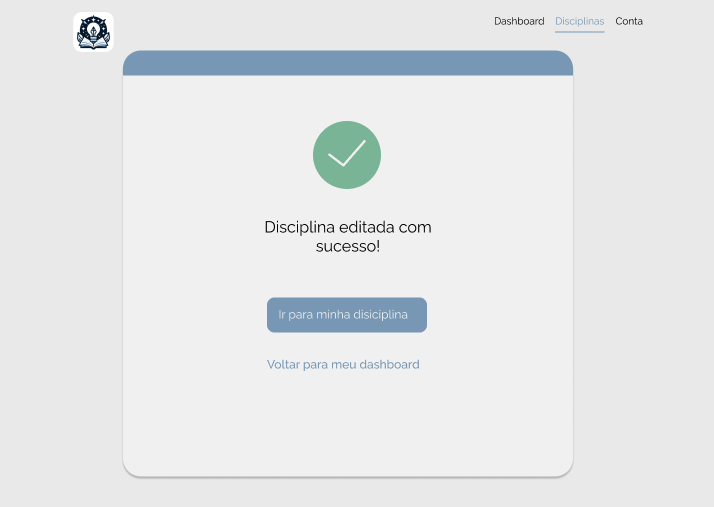 Dashboard Disciplinas Conta
Disciplina editada com
sucesso!
Ir para minha disiciplina
Voltar para meu dashboard